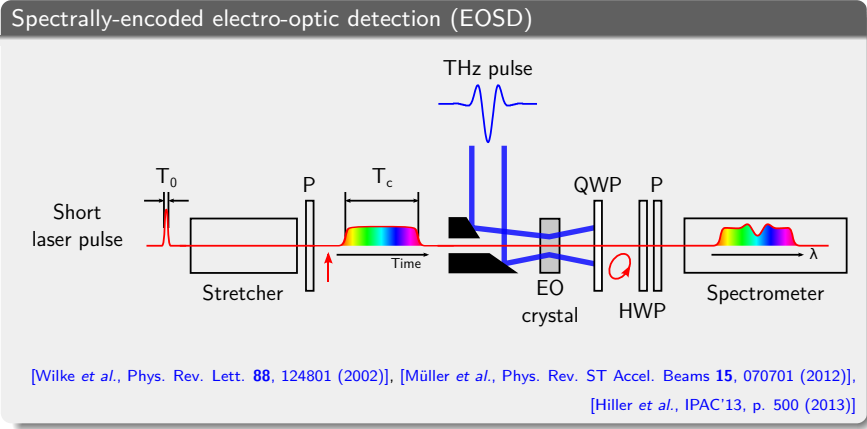 Spectrally-encoded electro-optic detection (EOSD)
THz pulse
T0
P
Tc
QWP
P
Short
laser pulse
Time
λ
Stretcher
EO
crystal
HWP
Spectrometer
[Wilke et al., Phys. Rev. Lett. 88, 124801 (2002)], [Müller et al., Phys. Rev. ST Accel. Beams 15, 070701 (2012)],
[Hiller et al., IPAC'13, p. 500 (2013)]